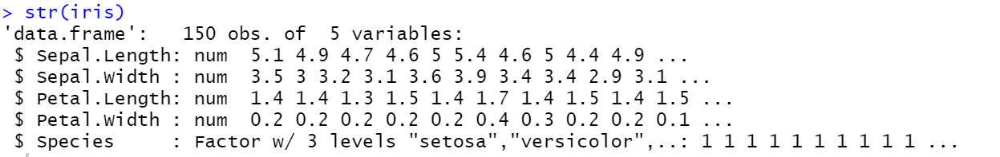 > str(iris)
'data.frame':   150 obs. of  5 variables:
 $ Sepal.Length: num  5.1 4.9 4.7 4.6 5 5.4 4.6 5 4.4 4.9 ...
 $ Sepal.Width : num  3.5 3 3.2 3.1 3.6 3.9 3.4 3.4 2.9 3.1 ...
 $ Petal.Length: num  1.4 1.4 1.3 1.5 1.4 1.7 1.4 1.5 1.4 1.5 ...
 $ Petal.Width : num  0.2 0.2 0.2 0.2 0.2 0.4 0.3 0.2 0.2 0.1 ...
 $ Species     : Factor w/ 3 levels "setosa","versicolor",..: 1 1 1 1 1 1 1 1 1 1 ...